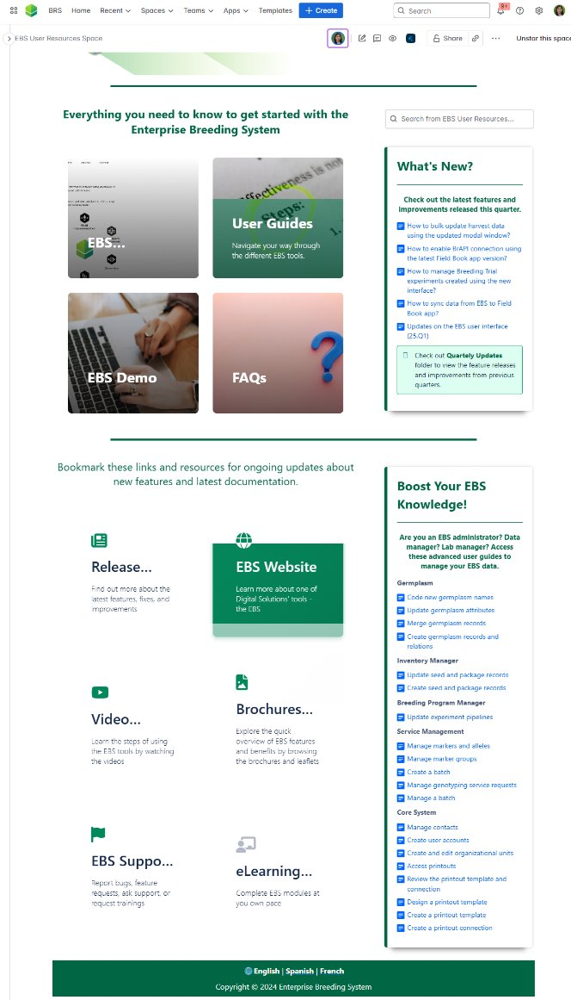 BRS Home Recent Spaces Teams Apps Templates + Create Search 9+
EBS User Resources Space
Share
Unstar this space
Everything you need to know to get started with the
Enterprise Breeding System
Search from EBS User Resources...
EBS...
User Guides
Navigate your way through
the different EBS tools.
Effectiveness is no
Steps:
1.
EBS Demo
FAQs
What's New?
Check out the latest features and
improvements released this quarter.
How to bulk update harvest data
using the updated modal window?
How to enable BrAPI connection using
the latest Field Book app version?
How to manage Breeding Trial
experiments created using the new
interface?
How to sync data from EBS to Field
Book app?
Updates on the EBS user interface
(25.Q1)
Check out Quartely Updates
folder to view the feature releases
and improvements from previous
quarters.
Bookmark these links and resources for ongoing updates about
new features and latest documentation.
Release...
Find out more about the
latest features, fixes, and
improvements
EBS Website
Learn more about one of
Digital Solutions' tools -
the EBS
Video...
Learn the steps of using
the EBS tools by watching
the videos
Brochures...
Explore the quick
overview of EBS features
and benefits by browsing
the brochures and leaflets
EBS Suppo...
Report bugs, feature
requests, ask support, or
request trainings
eLearning...
Complete EBS modules at
you own pace
Boost Your EBS
Knowledge!
Are you an EBS administrator? Data
manager? Lab manager? Access
these advanced user guides to
manage your EBS data.
Germplasm
Code new germplasm names
Update germplasm attributes
Merge germplasm records
Create germplasm records and
relations
Inventory Manager
Update seed and package records
Create seed and package records
Breeding Program Manager
Update experiment pipelines
Service Management
Manage markers and alleles
Manage marker groups
Create a batch
Manage genotyping service requests
Manage a batch
Core System
Manage contacts
Create user accounts
Create and edit organizational units
Access printouts
Review the printout template and
connection
Design a printout template
Create a printout template
Create a printout connection
English | Spanish | French
Copyright © 2024 Enterprise Breeding System